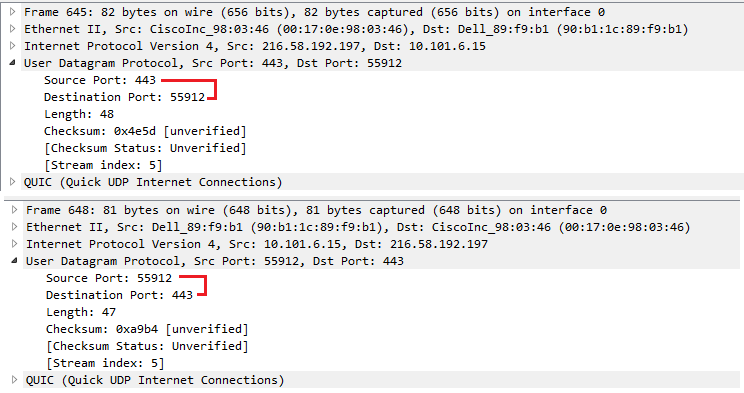 Frame 645: 82 bytes on wire (656 bits), 82 bytes captured (656 bits) on interface 0
Ethernet II, Src: CiscoInc_98:03:46 (00:17:0e:98:03:46), Dst: Dell_89:f9:b1 (90:b1:1c:89:f9:b1)
Internet Protocol Version 4, Src: 216.58.192.197, Dst: 10.101.6.15
User Datagram Protocol, Src Port: 443, Dst Port: 55912
Source Port: 443
Destination Port: 55912
Length: 48
Checksum: 0x4e5d [unverified]
[Checksum Status: Unverified]
[Stream index: 5]
QUIC (Quick UDP Internet Connections)
Frame 648: 81 bytes on wire (648 bits), 81 bytes captured (648 bits) on interface 0
Ethernet II, Src: Dell_89:f9:b1 (90:b1:1c:89:f9:b1), Dst: CiscoInc_98:03:46 (00:17:0e:98:03:46)
Internet Protocol Version 4, Src: 10.101.6.15, Dst: 216.58.192.197
User Datagram Protocol, Src Port: 55912, Dst Port: 443
Source Port: 55912
Destination Port: 443
Length: 47
Checksum: 0xa9b4 [unverified]
[Checksum Status: Unverified]
[Stream index: 5]
QUIC (Quick UDP Internet Connections)